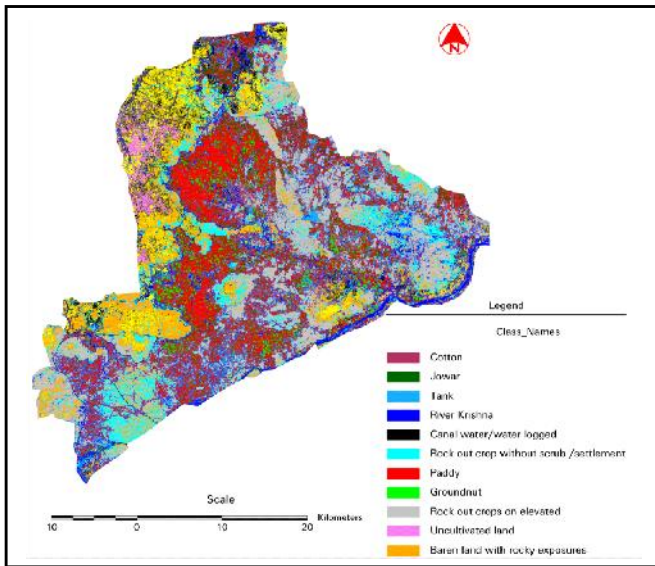 N
Legend
Class_Names
Cotton
Jowar
Tank
River Krishna
Canal water/water logged
Rock out crop without scrub /settlement
Paddy
Groundnut
Rock out crops on elevated
Uncultivated land
Baren land with rocky exposures
Scale
Kilometers
10 0 10 20